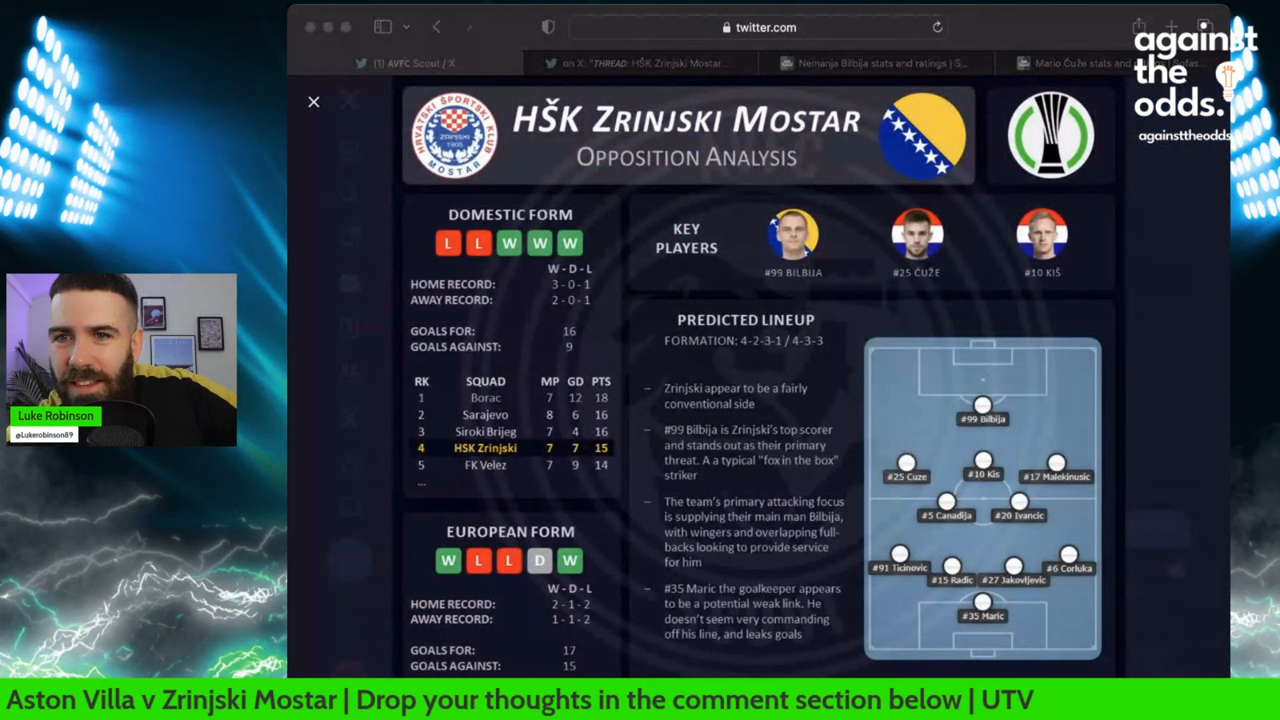 twitter.com
(1) AVFC Scout / X
on X: "THREAD: HŠK Zrinjski Mostar...
Nemanja Bilbija stats and ratings | S...
against
the
odds.
againsttheodds
HŠK ZRINJSKI MOSTAR
OPPOSITION ANALYSIS
HRVATSKI ŠPORTSKI KLUB
ZRINJSKI
1905
MOSTAR
DOMESTIC FORM
L L W W W
W - D - L
HOME RECORD: 3 - 0 - 1
AWAY RECORD: 2 - 0 - 1
GOALS FOR: 16
GOALS AGAINST: 9
RK SQUAD MP GD PTS
1 Borac 7 12 18
2 Sarajevo 8 6 16
3 Siroki Brijeg 7 4 16
4 HSK Zrinjski 7 7 15
5 FK Velez 7 9 14
...
EUROPEAN FORM
W L L D W
W - D - L
HOME RECORD: 2 - 1 - 2
AWAY RECORD: 1 - 1 - 2
GOALS FOR: 17
GOALS AGAINST: 15
KEY
PLAYERS
#99 BILBIJA
#25 ČUŽE
#10 KIŠ
PREDICTED LINEUP
FORMATION: 4-2-3-1 / 4-3-3
– Zrinjski appear to be a fairly
conventional side
– #99 Bilbija is Zrinjski's top scorer
and stands out as their primary
threat. A a typical "fox in the box"
striker
– The team's primary attacking focus
is supplying their main man Bilbija,
with wingers and overlapping full-
backs looking to provide service
for him
– #35 Maric the goalkeeper appears
to be a potential weak link. He
doesn't seem very commanding
off his line, and leaks goals
#99 Bilbija
#25 Cuze
#10 Kis
#17 Malekinusic
#5 Canadija
#20 Ivancic
#91 Ticinovic
#15 Radic
#27 Jakovljevic
#6 Corluka
#35 Maric
Luke Robinson
@Lukerobinson89
Aston Villa v Zrinjski Mostar | Drop your thoughts in the comment section below | UTV